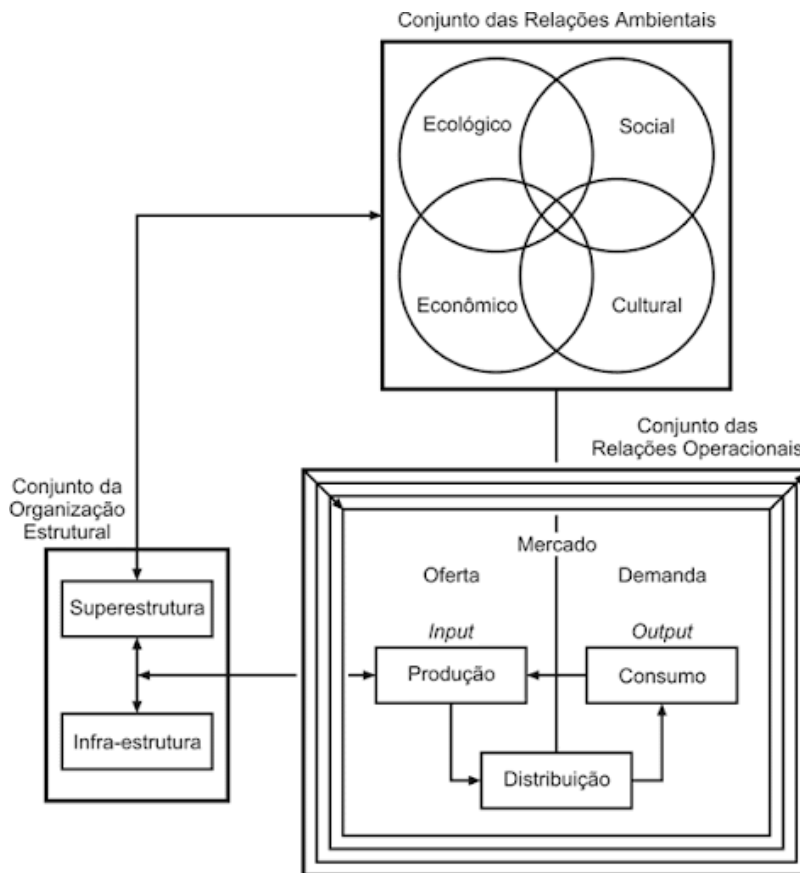 Conjunto das Relações Ambientais
Ecológico
Social
Econômico
Cultural
Conjunto das
Relações Operacionais
Conjunto da
Organização
Estrutural
Superestrutura
Infra-estrutura
Mercado
Oferta
Demanda
Input
Output
Produção
Consumo
Distribuição